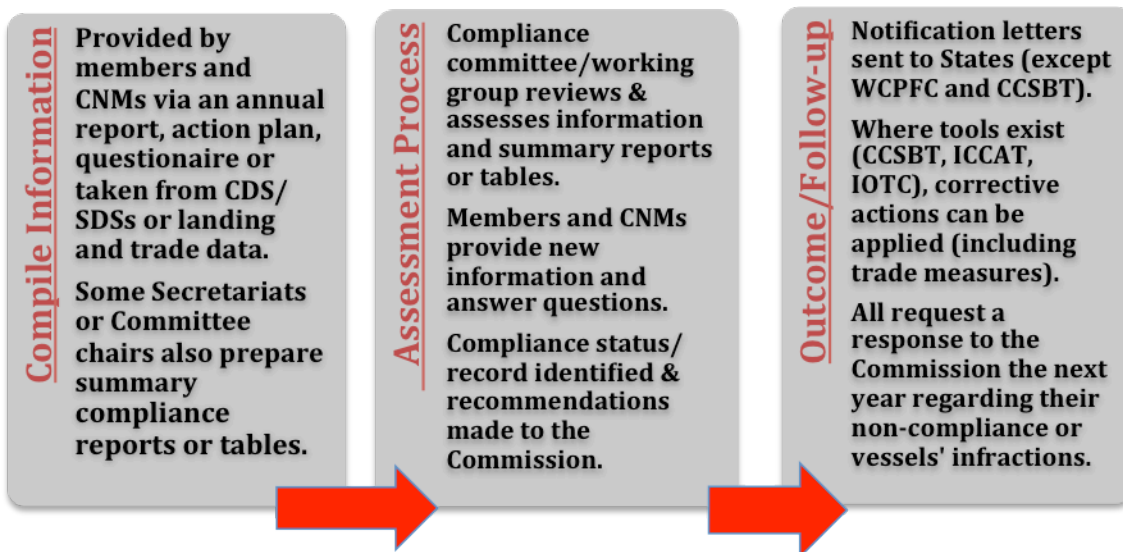 Compile Information
Provided by
members and
CNMs via an annual
report, action plan,
questionaire or
taken from CDS/
SDSs or landing
and trade data.
Some Secretariats
or Committee
chairs also prepare
summary
compliance
reports or tables.
Assessment Process
Compliance
committee/working
group reviews &
assesses information
and summary reports
or tables.
Members and CNMs
provide new
information and
answer questions.
Compliance status/
record identified &
recommendations
made to the
Commission.
Outcome/Follow-up
Notification letters
sent to States (except
WCPFC and CCSBT).
Where tools exist
(CCSBT, ICCAT,
IOTC), corrective
actions can be
applied (including
trade measures).
All request a
response to the
Commission the next
year regarding their
non-compliance or
vessels' infractions.